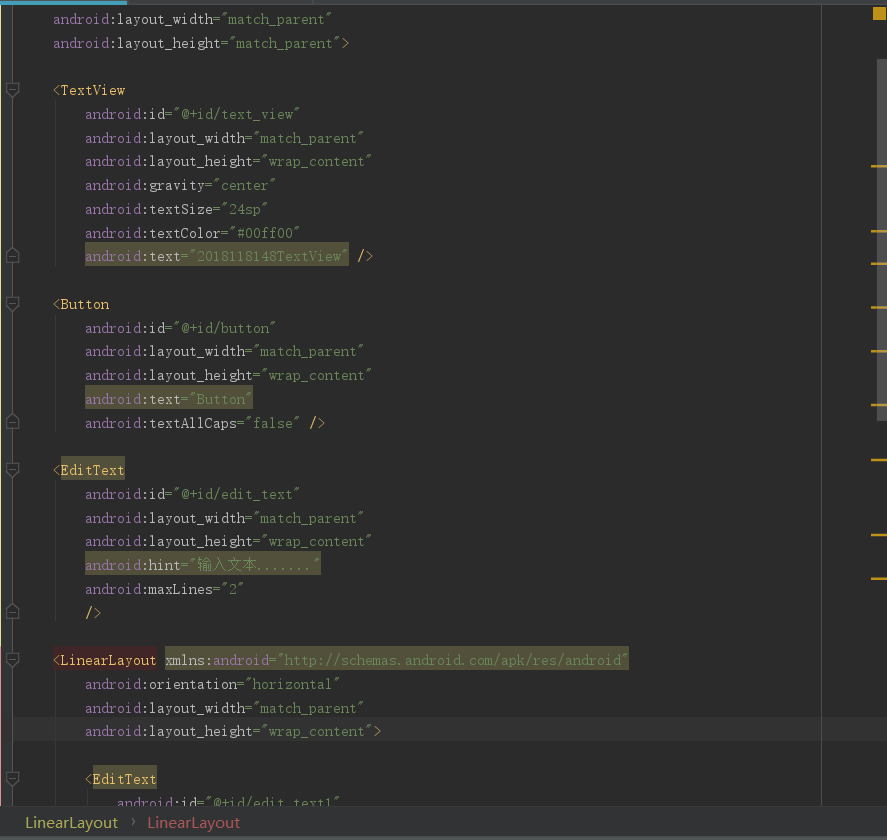 android:layout_width="match_parent"
android:layout_height="match_parent">
<TextView
android:id="@+id/text_view"
android:layout_width="match_parent"
android:layout_height="wrap_content"
android:gravity="center"
android:textSize="24sp"
android:textColor="#00ff00"
android:text="2018118148TextView" />
<Button
android:id="@+id/button"
android:layout_width="match_parent"
android:layout_height="wrap_content"
android:text="Button"
android:textAllCaps="false" />
<EditText
android:id="@+id/edit_text"
android:layout_width="match_parent"
android:layout_height="wrap_content"
android:hint="输入文本......."
android:maxLines="2"
/>
<LinearLayout xmlns:android="http://schemas.android.com/apk/res/android"
android:orientation="horizontal"
android:layout_width="match_parent"
android:layout_height="wrap_content">
<EditText
android:id="@+id/edit_text1"
LinearLayout › LinearLayout